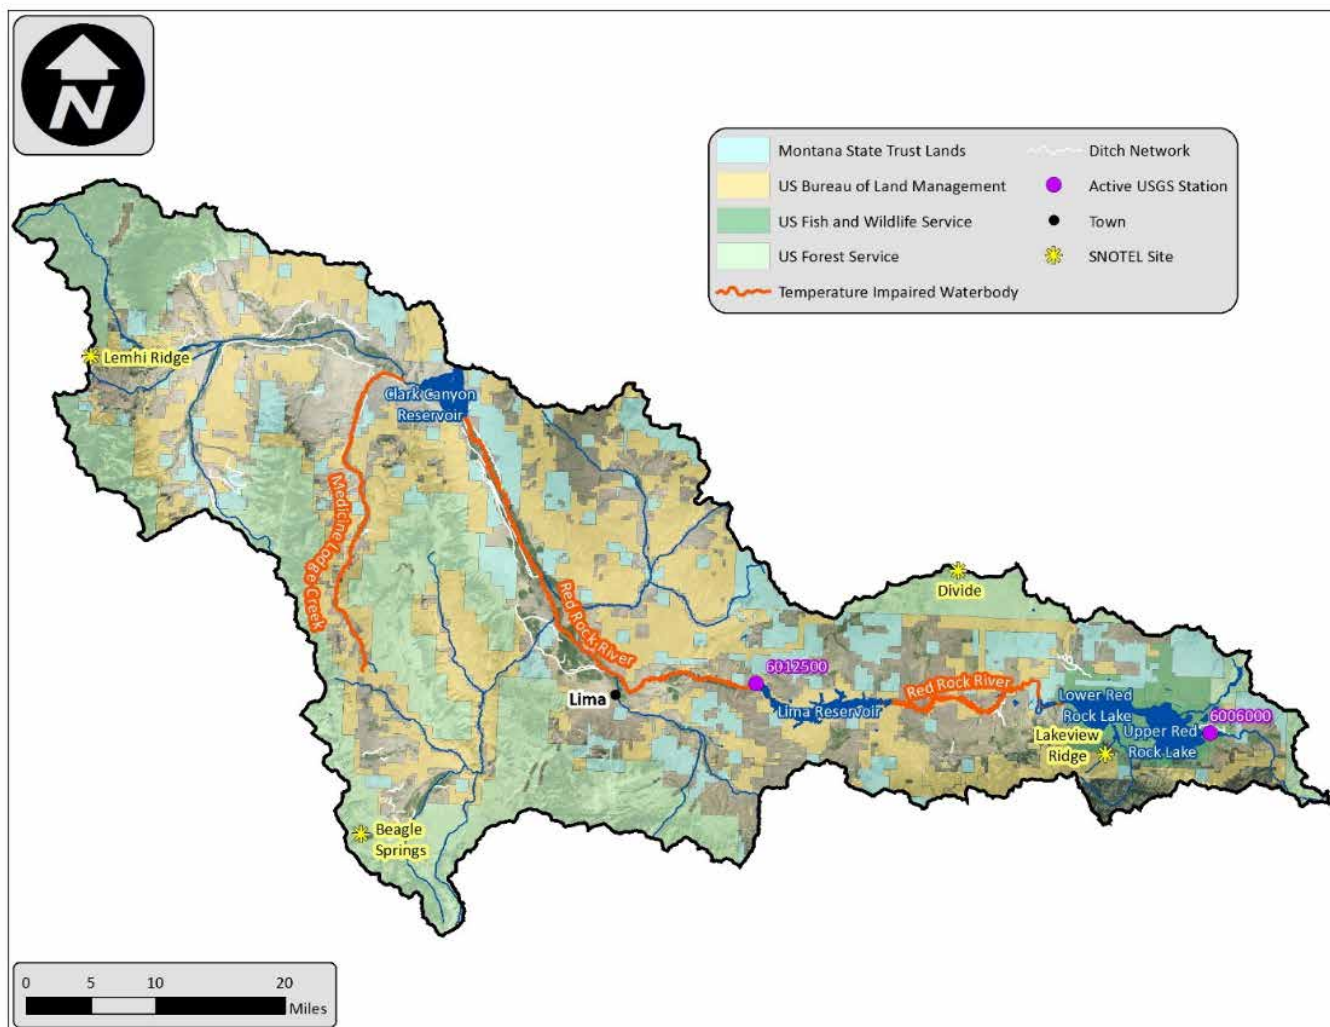 N
Montana State Trust Lands
US Bureau of Land Management
US Fish and Wildlife Service
US Forest Service
Temperature Impaired Waterbody
Ditch Network
Active USGS Station
Town
SNOTEL Site
Lemhi Ridge
Clark Canyon
Reservoir
Medicine Lodge Creek
Red Rock River
Divide
6012500
Lima
Lima Reservoir
Red Rock River
Lower Red
Rock Lake
6006000
Upper Red
Rock Lake
Lakeview
Ridge
Beagle
Springs
0 5 10 20
Miles